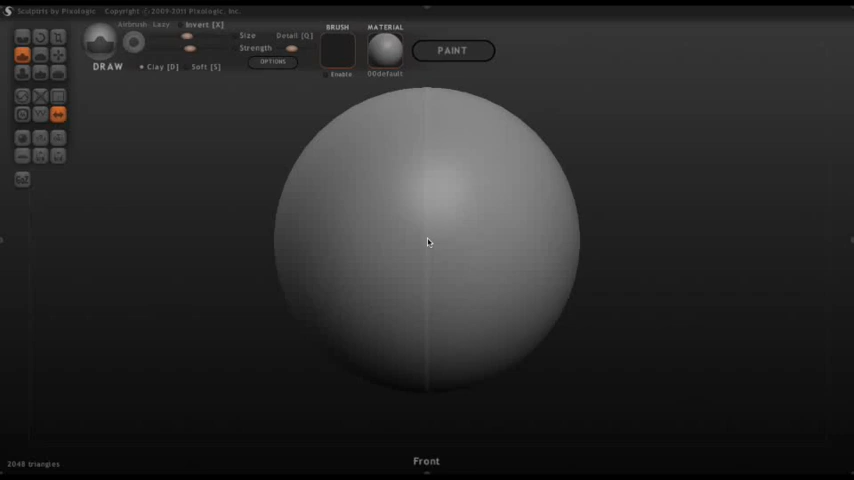 Sculptris by Pixologic Copyright © 2009-2011 Pixologic, Inc.
Airbrush Lazy Invert [X]
BRUSH
MATERIAL
Size
Detail [Q]
Strength
PAINT
DRAW
Clay [D]
Soft [S]
OPTIONS
Enable
00default
GoZ
2048 triangles
Front